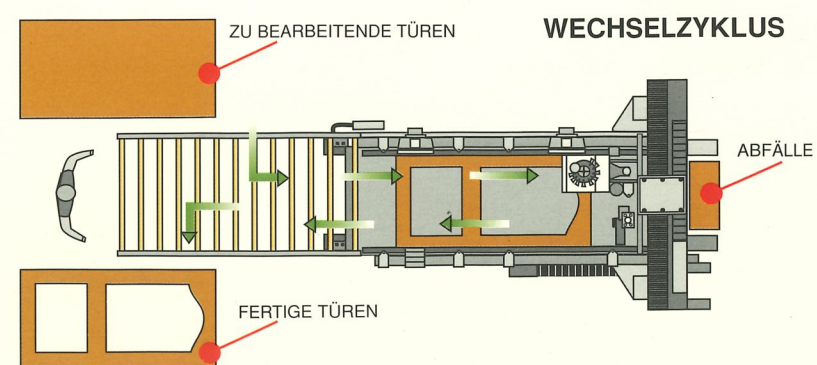 WECHSELZYKLUS
ZU BEARBEITENDE TÜREN
ABFÄLLE
FERTIGE TÜREN